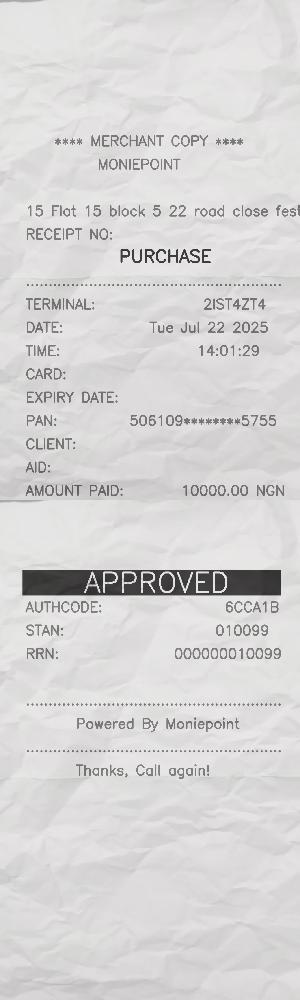 **** MERCHANT COPY ****
MONIEPOINT
15 Flat 15 block 5 22 road close fest
RECEIPT NO:
PURCHASE
TERMINAL: 2IST4ZT4
DATE: Tue Jul 22 2025
TIME: 14:01:29
CARD:
EXPIRY DATE:
PAN: 506109********5755
CLIENT:
AID:
AMOUNT PAID: 10000.00 NGN
APPROVED
AUTHCODE: 6CCA1B
STAN: 010099
RRN: 000000010099
Powered By Moniepoint
Thanks, Call again!